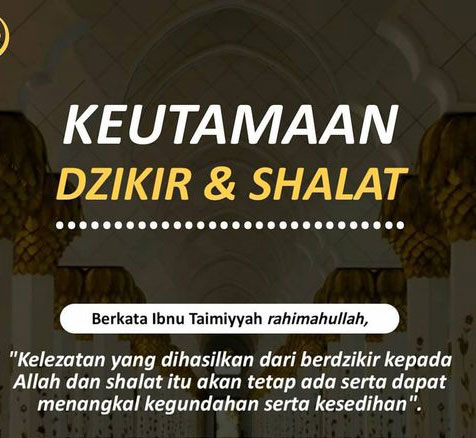 KEUTAMAAN
DZIKIR & SHALAT
Berkata Ibnu Taimiyyah rahimahullah,
"Kelezatan yang dihasilkan dari berdzikir kepada
Allah dan shalat itu akan tetap ada serta dapat
menangkal kegundahan serta kesedihan".